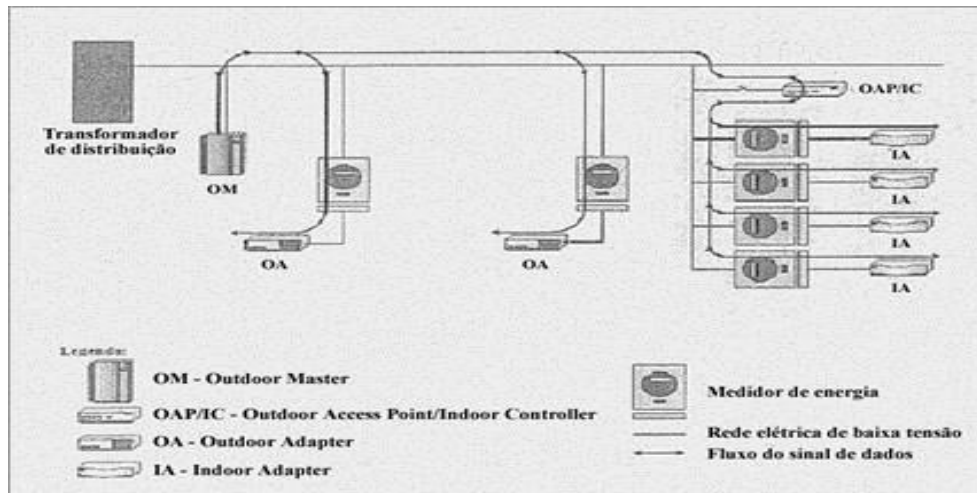 Transformador
de distribuição
OM
OA
OA
OAP/IC
IA
IA
IA
IA
Legenda:
OM - Outdoor Master
OAP/IC - Outdoor Access Point/Indoor Controller
OA - Outdoor Adapter
IA - Indoor Adapter
Medidor de energia
Rede elétrica de baixa tensão
Fluxo do sinal de dados